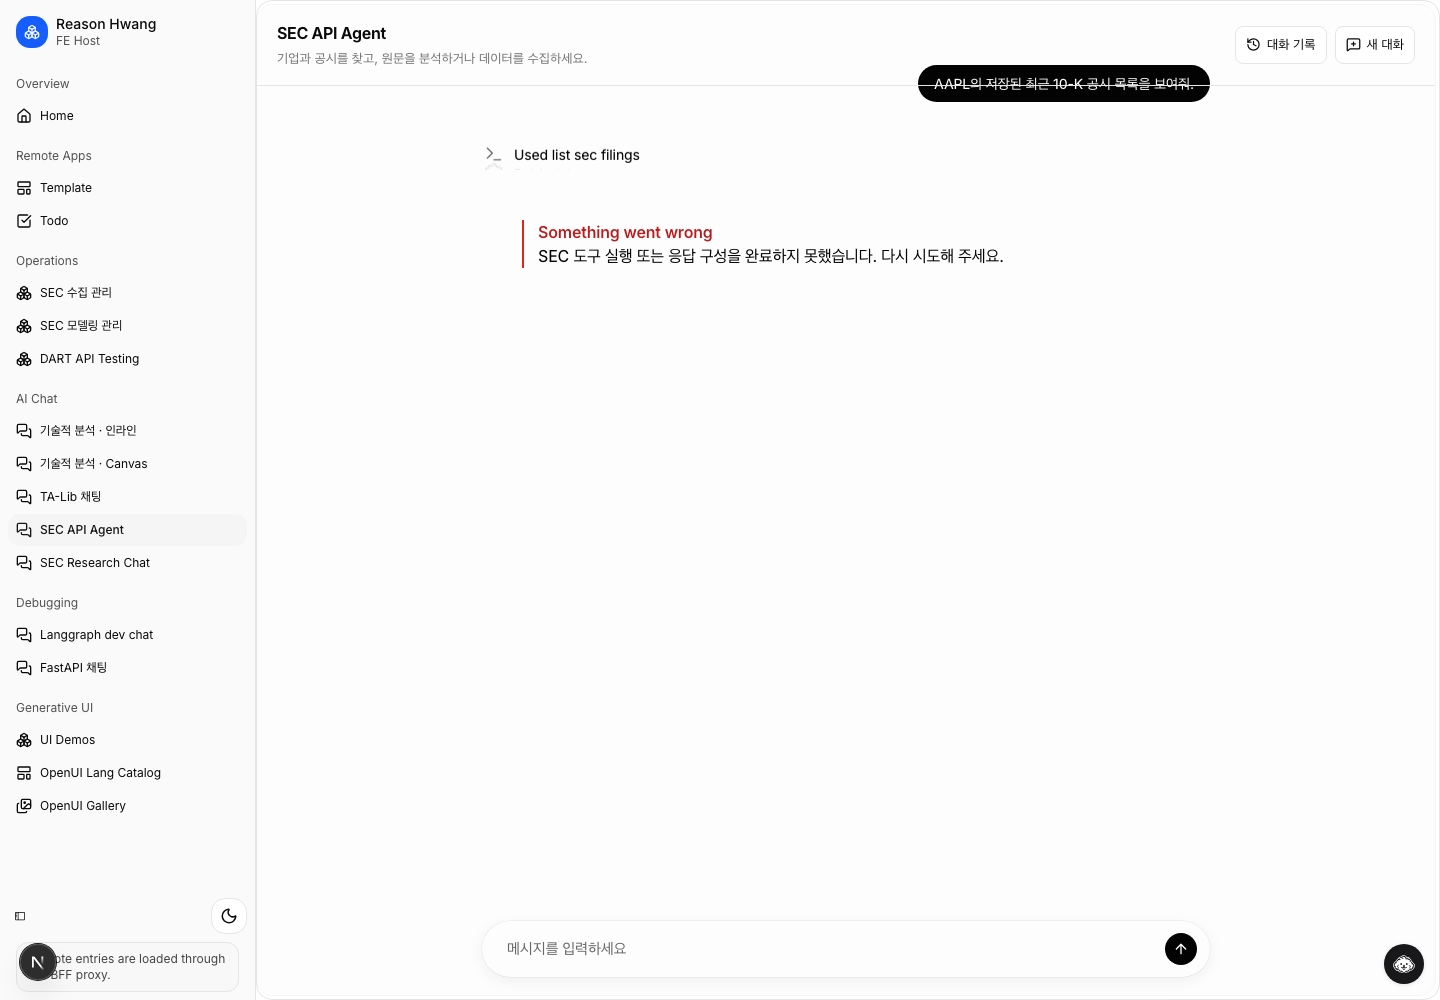 Reason Hwang
FE Host
Overview
Home
Remote Apps
Template
Todo
Operations
SEC 수집 관리
SEC 모델링 관리
DART API Testing
AI Chat
기술적 분석 · 인라인
기술적 분석 · Canvas
TA-Lib 채팅
SEC API Agent
SEC Research Chat
Debugging
Langgraph dev chat
FastAPI 채팅
Generative UI
UI Demos
OpenUI Lang Catalog
OpenUI Gallery
N
entries are loaded through
BFF proxy.
SEC API Agent
기업과 공시를 찾고, 원문을 분석하거나 데이터를 수집하세요.
대화 기록
새 대화
AAPL의 저장된 최근 10-K 공시 목록을 보여줘.
Used list sec filings
Something went wrong
SEC 도구 실행 또는 응답 구성을 완료하지 못했습니다. 다시 시도해 주세요.
메시지를 입력하세요